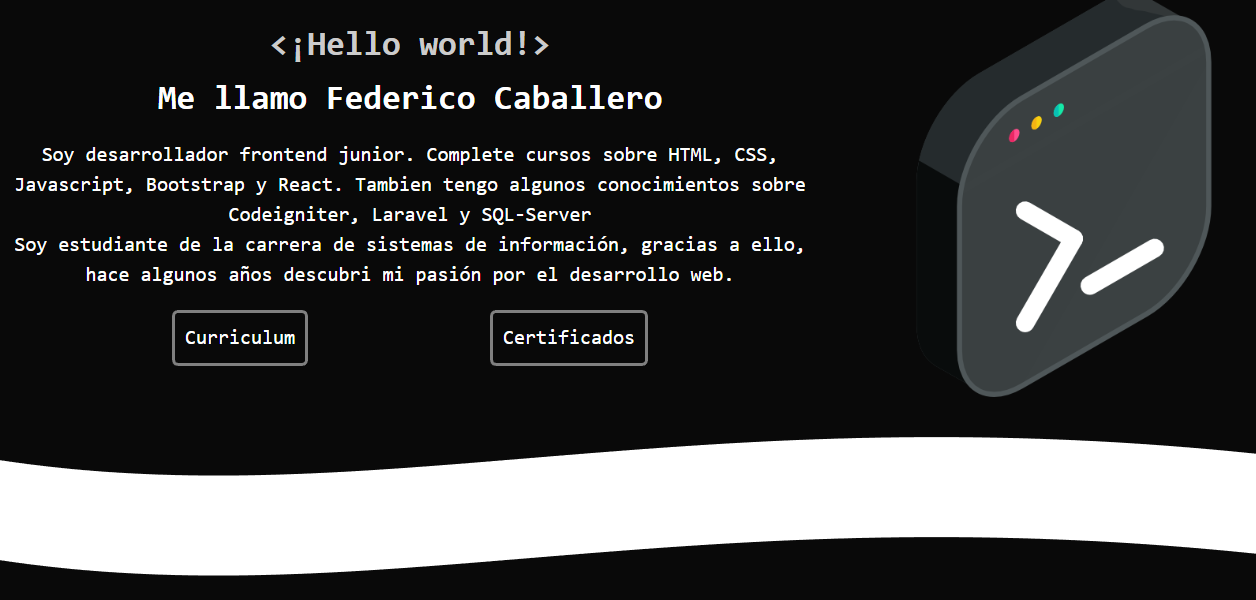 <¡Hello world!>
Me llamo Federico Caballero
Soy desarrollador frontend junior. Complete cursos sobre HTML, CSS,
Javascript, Bootstrap y React. Tambien tengo algunos conocimientos sobre
Codeigniter, Laravel y SQL-Server
Soy estudiante de la carrera de sistemas de información, gracias a ello,
hace algunos años descubri mi pasión por el desarrollo web.
Curriculum
Certificados